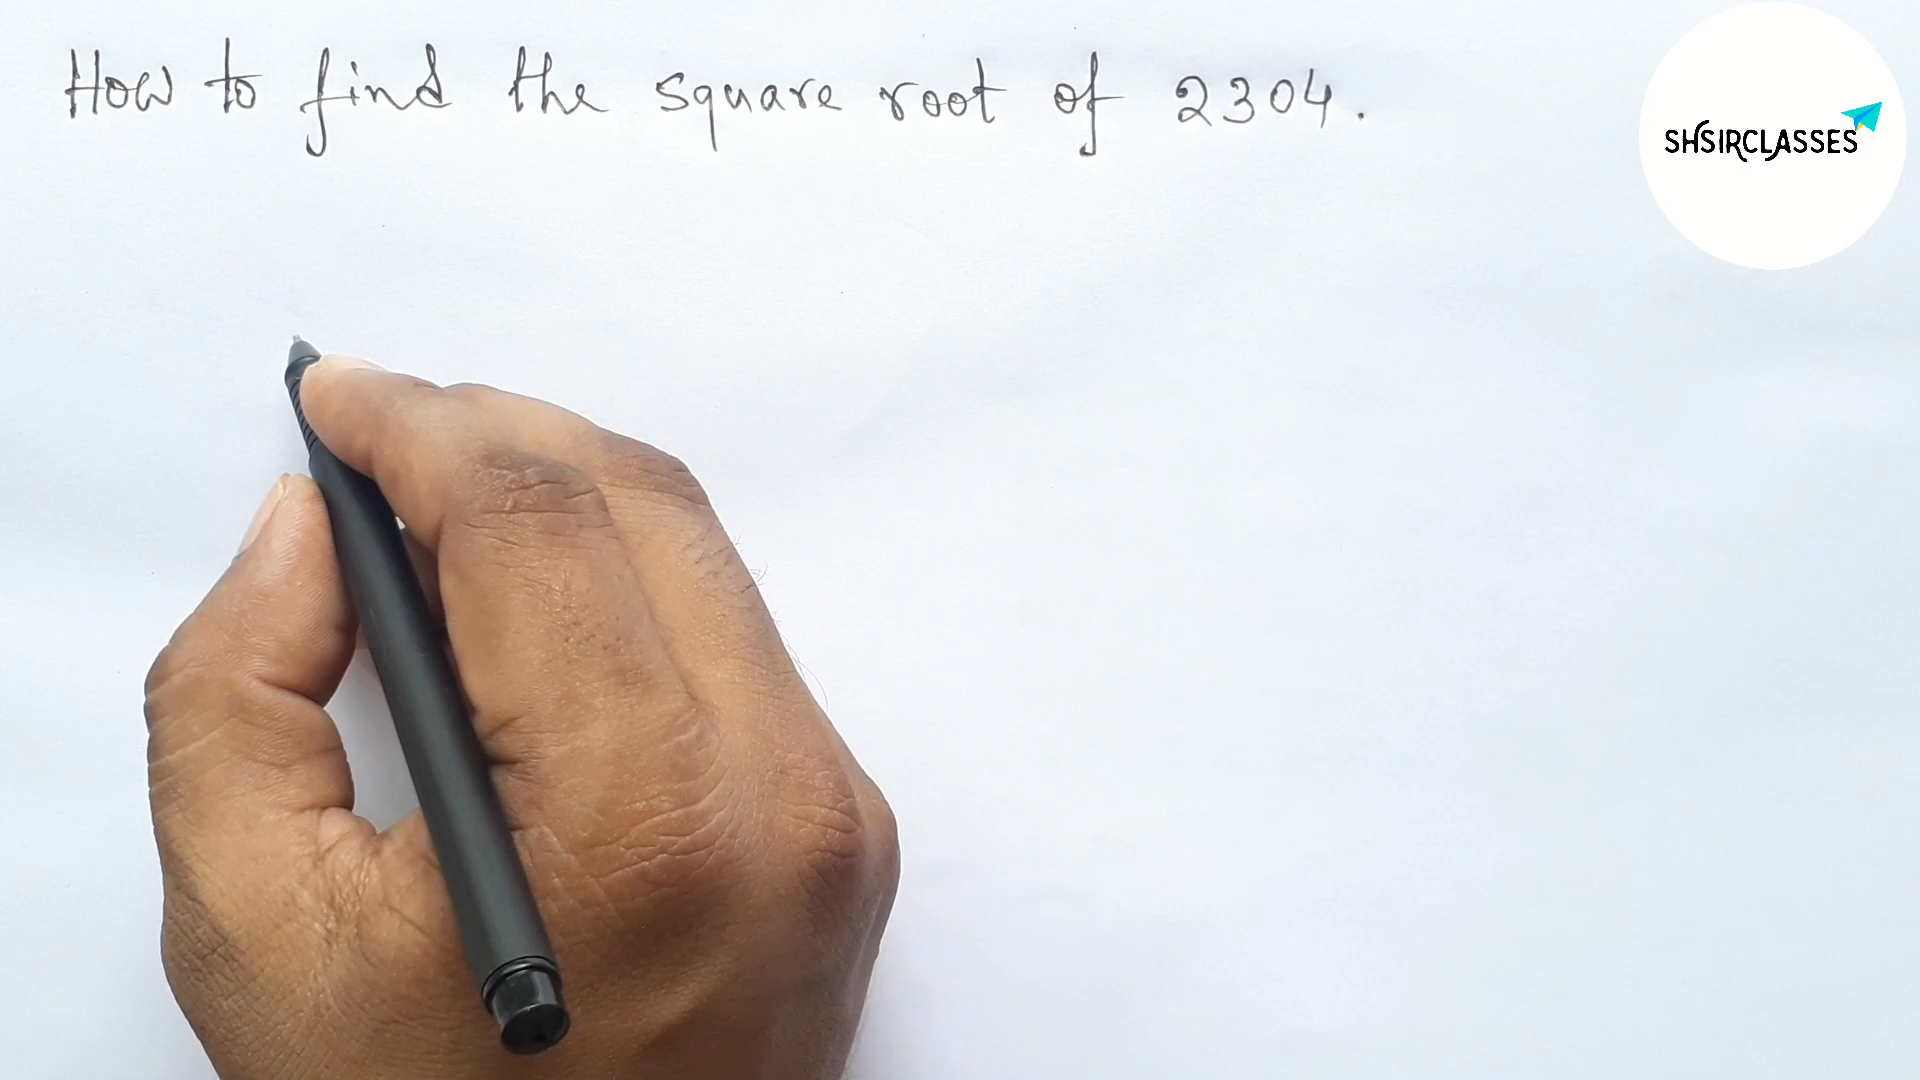 How to find the square root of 2304.
SHSIRCLASSES